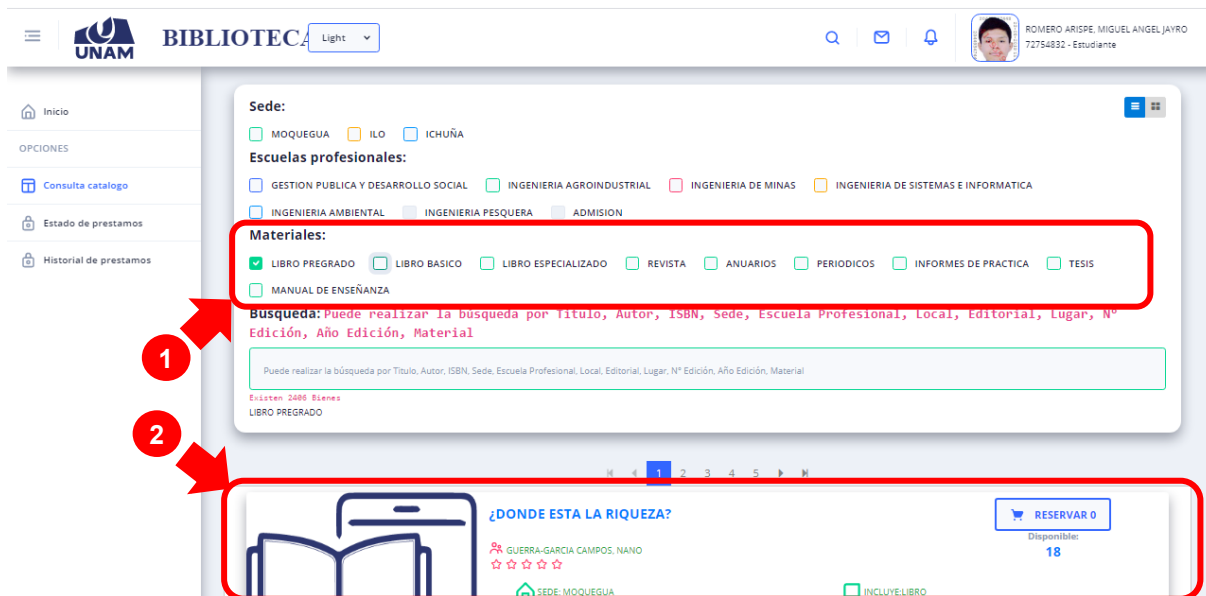 UNAM
BIBLIOTECA
Light
ROMERO ARISPE, MIGUEL ANGEL JAYRO
72754832 - Estudiante
Inicio
OPCIONES
Consulta catalogo
Estado de prestamos
Historial de prestamos
Sede:
MOQUEGUA ILO ICHUÑA
Escuelas profesionales:
GESTION PUBLICA Y DESARROLLO SOCIAL INGENIERIA AGROINDUSTRIAL INGENIERIA DE MINAS INGENIERIA DE SISTEMAS E INFORMATICA
INGENIERIA AMBIENTAL INGENIERIA PESQUERA ADMISION
Materiales:
LIBRO PREGRADO LIBRO BASICO LIBRO ESPECIALIZADO REVISTA ANUARIOS PERIODICOS INFORMES DE PRACTICA TESIS
MANUAL DE ENSEÑANZA
Busqueda: Puede realizar la búsqueda por Titulo, Autor, ISBN, Sede, Escuela Profesional, Local, Editorial, Lugar, N°
Edición, Año Edición, Material
Puede realizar la búsqueda por Titulo, Autor, ISBN, Sede, Escuela Profesional, Local, Editorial, Lugar, N° Edición, Año Edición, Material
Existen 2406 Bienes
LIBRO PREGRADO
1
2
1 2 3 4 5
¿DONDE ESTA LA RIQUEZA?
RESERVAR 0
Disponible:
18
GUERRA-GARCIA CAMPOS, NANO
SEDE: MOQUEGUA
INCLUYE:LIBRO